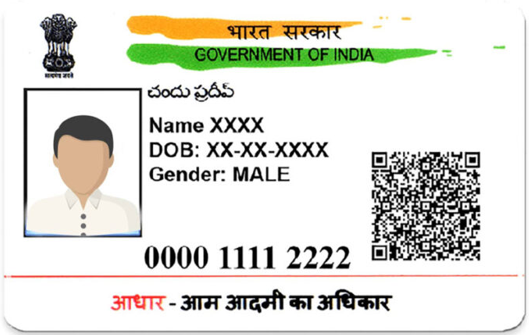 सत्यमेव जयते
भारत सरकार
GOVERNMENT OF INDIA
చందు ప్రదీప్
Name XXXX
DOB: XX-XX-XXXX
Gender: MALE
0000 1111 2222
आधार - आम आदमी का अधिकार